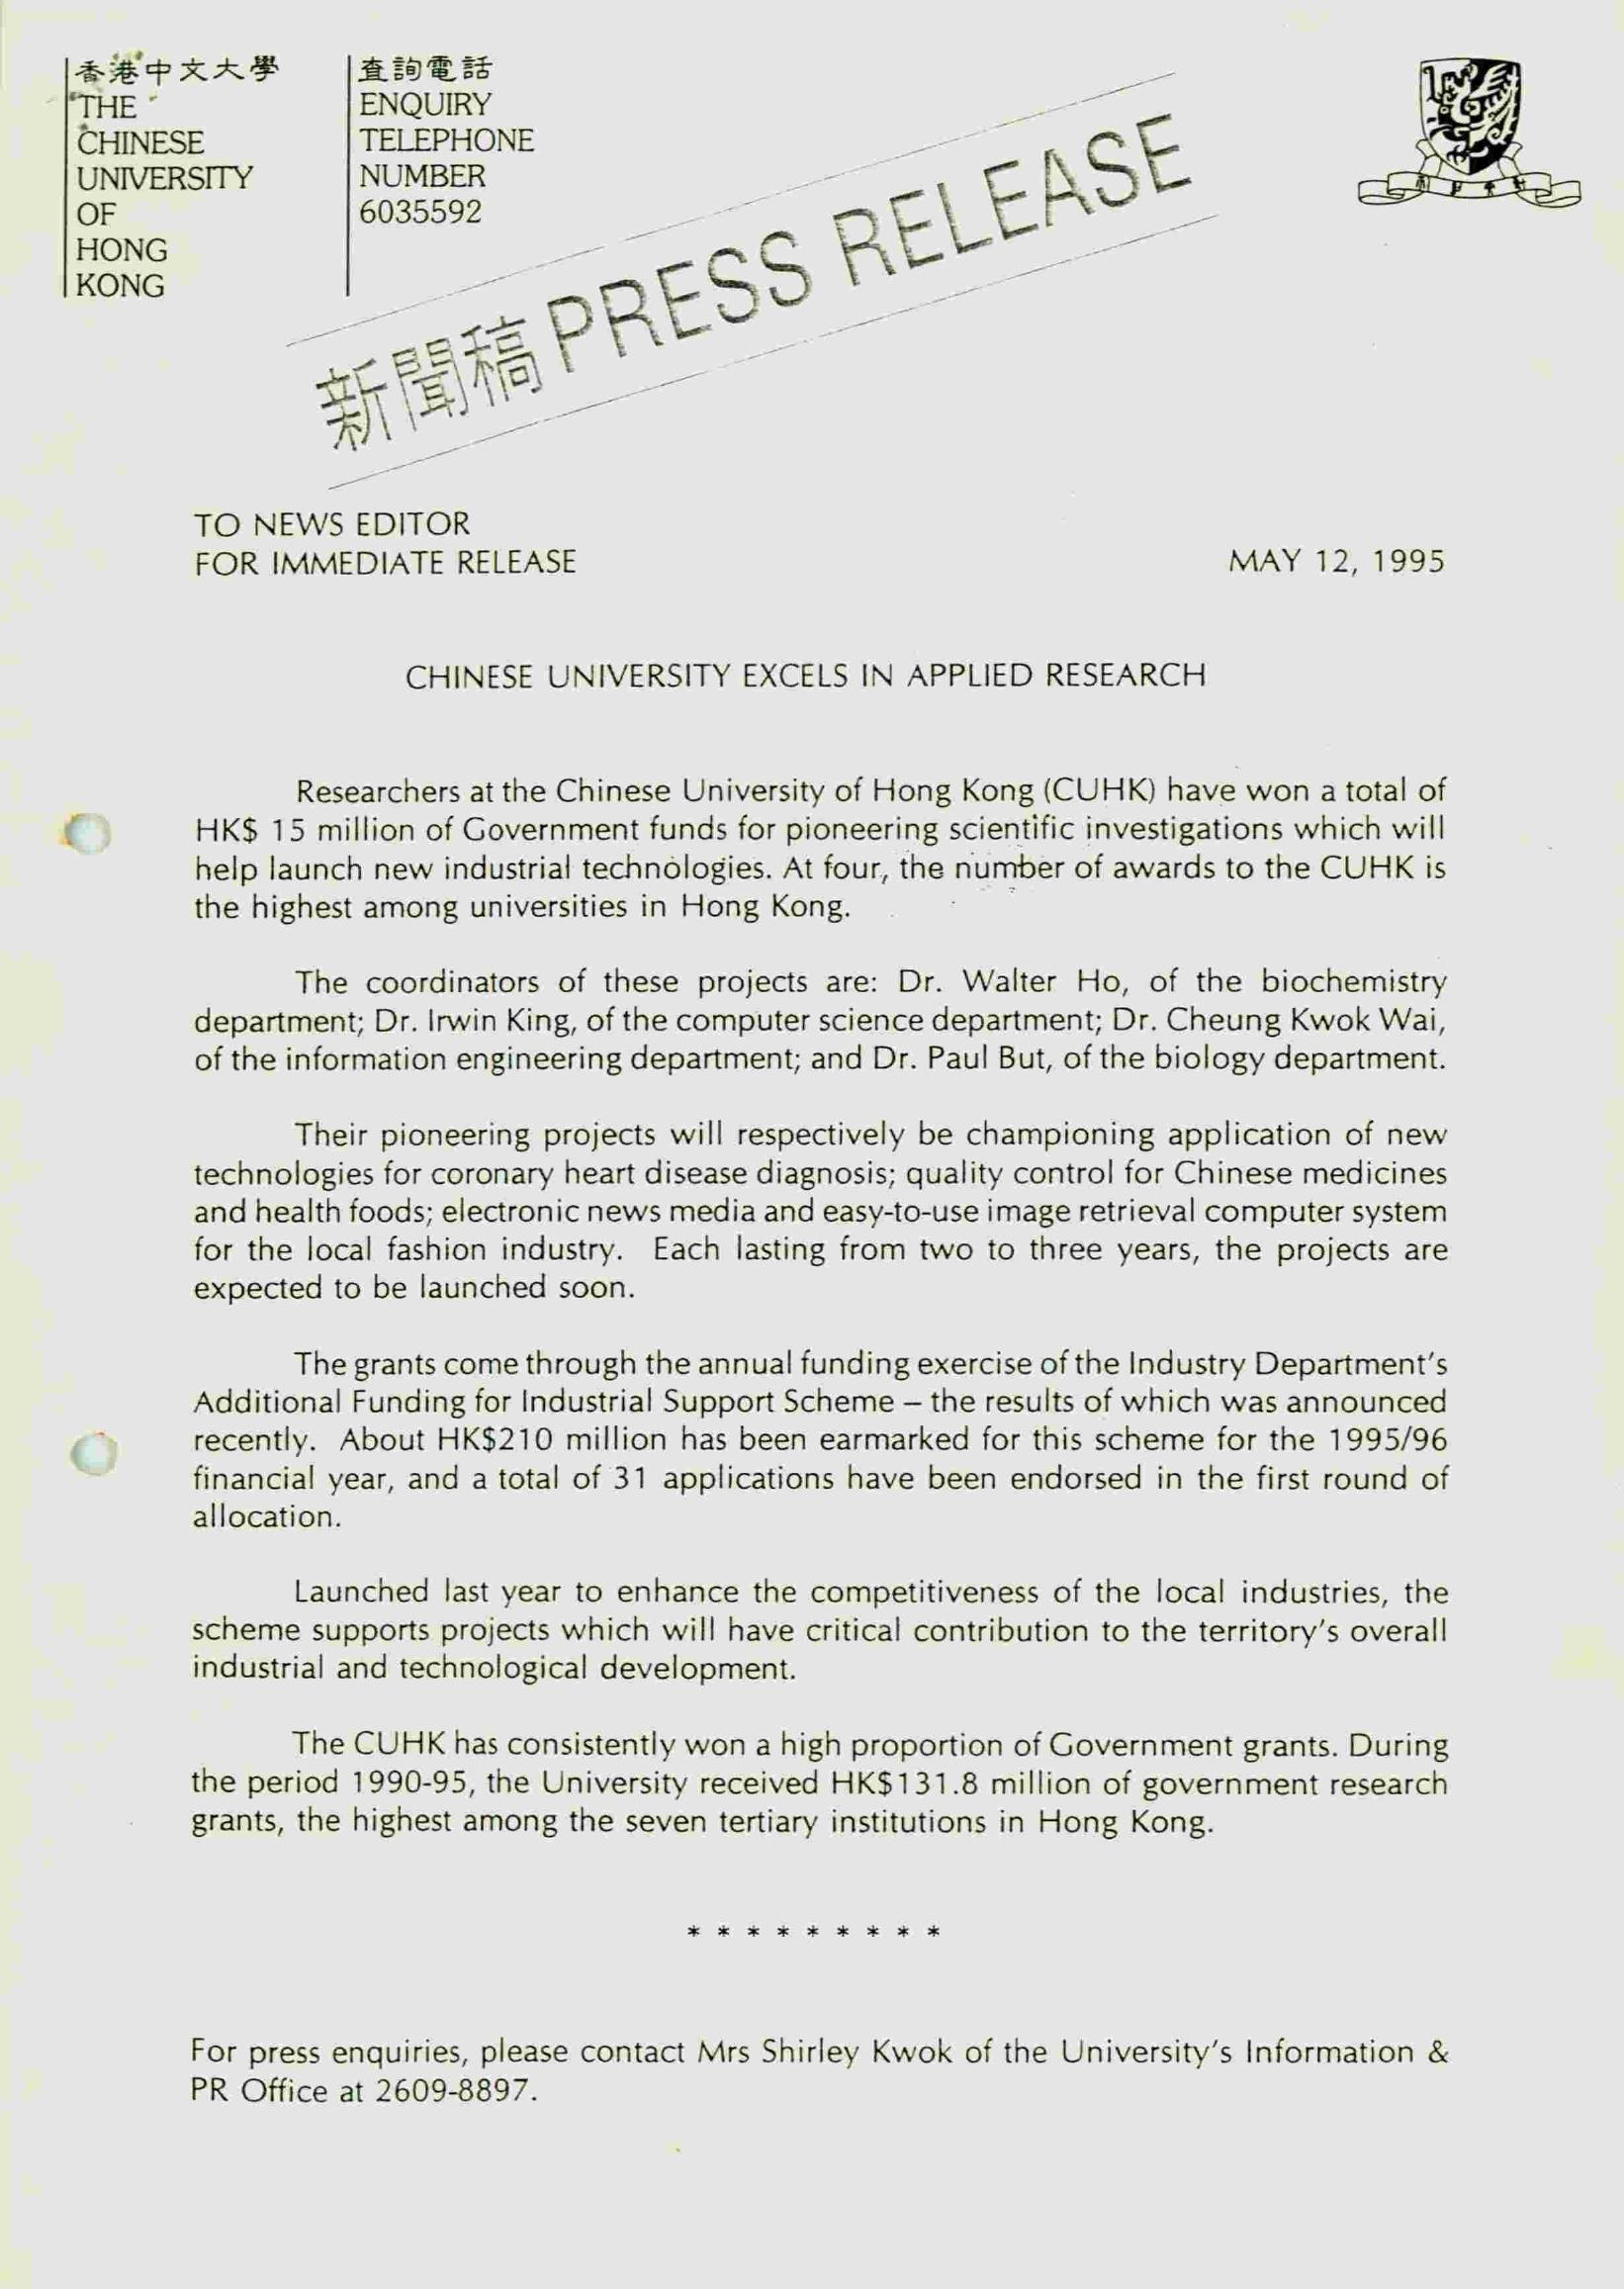 香港中文大學
THE
CHINESE
UNIVERSITY
OF
HONG
KONG
查詢電話
ENQUIRY
TELEPHONE
NUMBER
6035592
新聞稿 PRESS RELEASE
TO NEWS EDITOR
FOR IMMEDIATE RELEASE
MAY 12, 1995
CHINESE UNIVERSITY EXCELS IN APPLIED RESEARCH
Researchers at the Chinese University of Hong Kong (CUHK) have won a total of
HK$ 15 million of Government funds for pioneering scientific investigations which will
help launch new industrial technologies. At four, the number of awards to the CUHK is
the highest among universities in Hong Kong.
The coordinators of these projects are: Dr. Walter Ho, of the biochemistry
department; Dr. Irwin King, of the computer science department; Dr. Cheung Kwok Wai,
of the information engineering department; and Dr. Paul But, of the biology department.
Their pioneering projects will respectively be championing application of new
technologies for coronary heart disease diagnosis; quality control for Chinese medicines
and health foods; electronic news media and easy-to-use image retrieval computer system
for the local fashion industry. Each lasting from two to three years, the projects are
expected to be launched soon.
The grants come through the annual funding exercise of the Industry Department's
Additional Funding for Industrial Support Scheme – the results of which was announced
recently. About HK$210 million has been earmarked for this scheme for the 1995/96
financial year, and a total of 31 applications have been endorsed in the first round of
allocation.
Launched last year to enhance the competitiveness of the local industries, the
scheme supports projects which will have critical contribution to the territory's overall
industrial and technological development.
The CUHK has consistently won a high proportion of Government grants. During
the period 1990-95, the University received HK$131.8 million of government research
grants, the highest among the seven tertiary institutions in Hong Kong.
* * * * * * * * *
For press enquiries, please contact Mrs Shirley Kwok of the University's Information &
PR Office at 2609-8897.